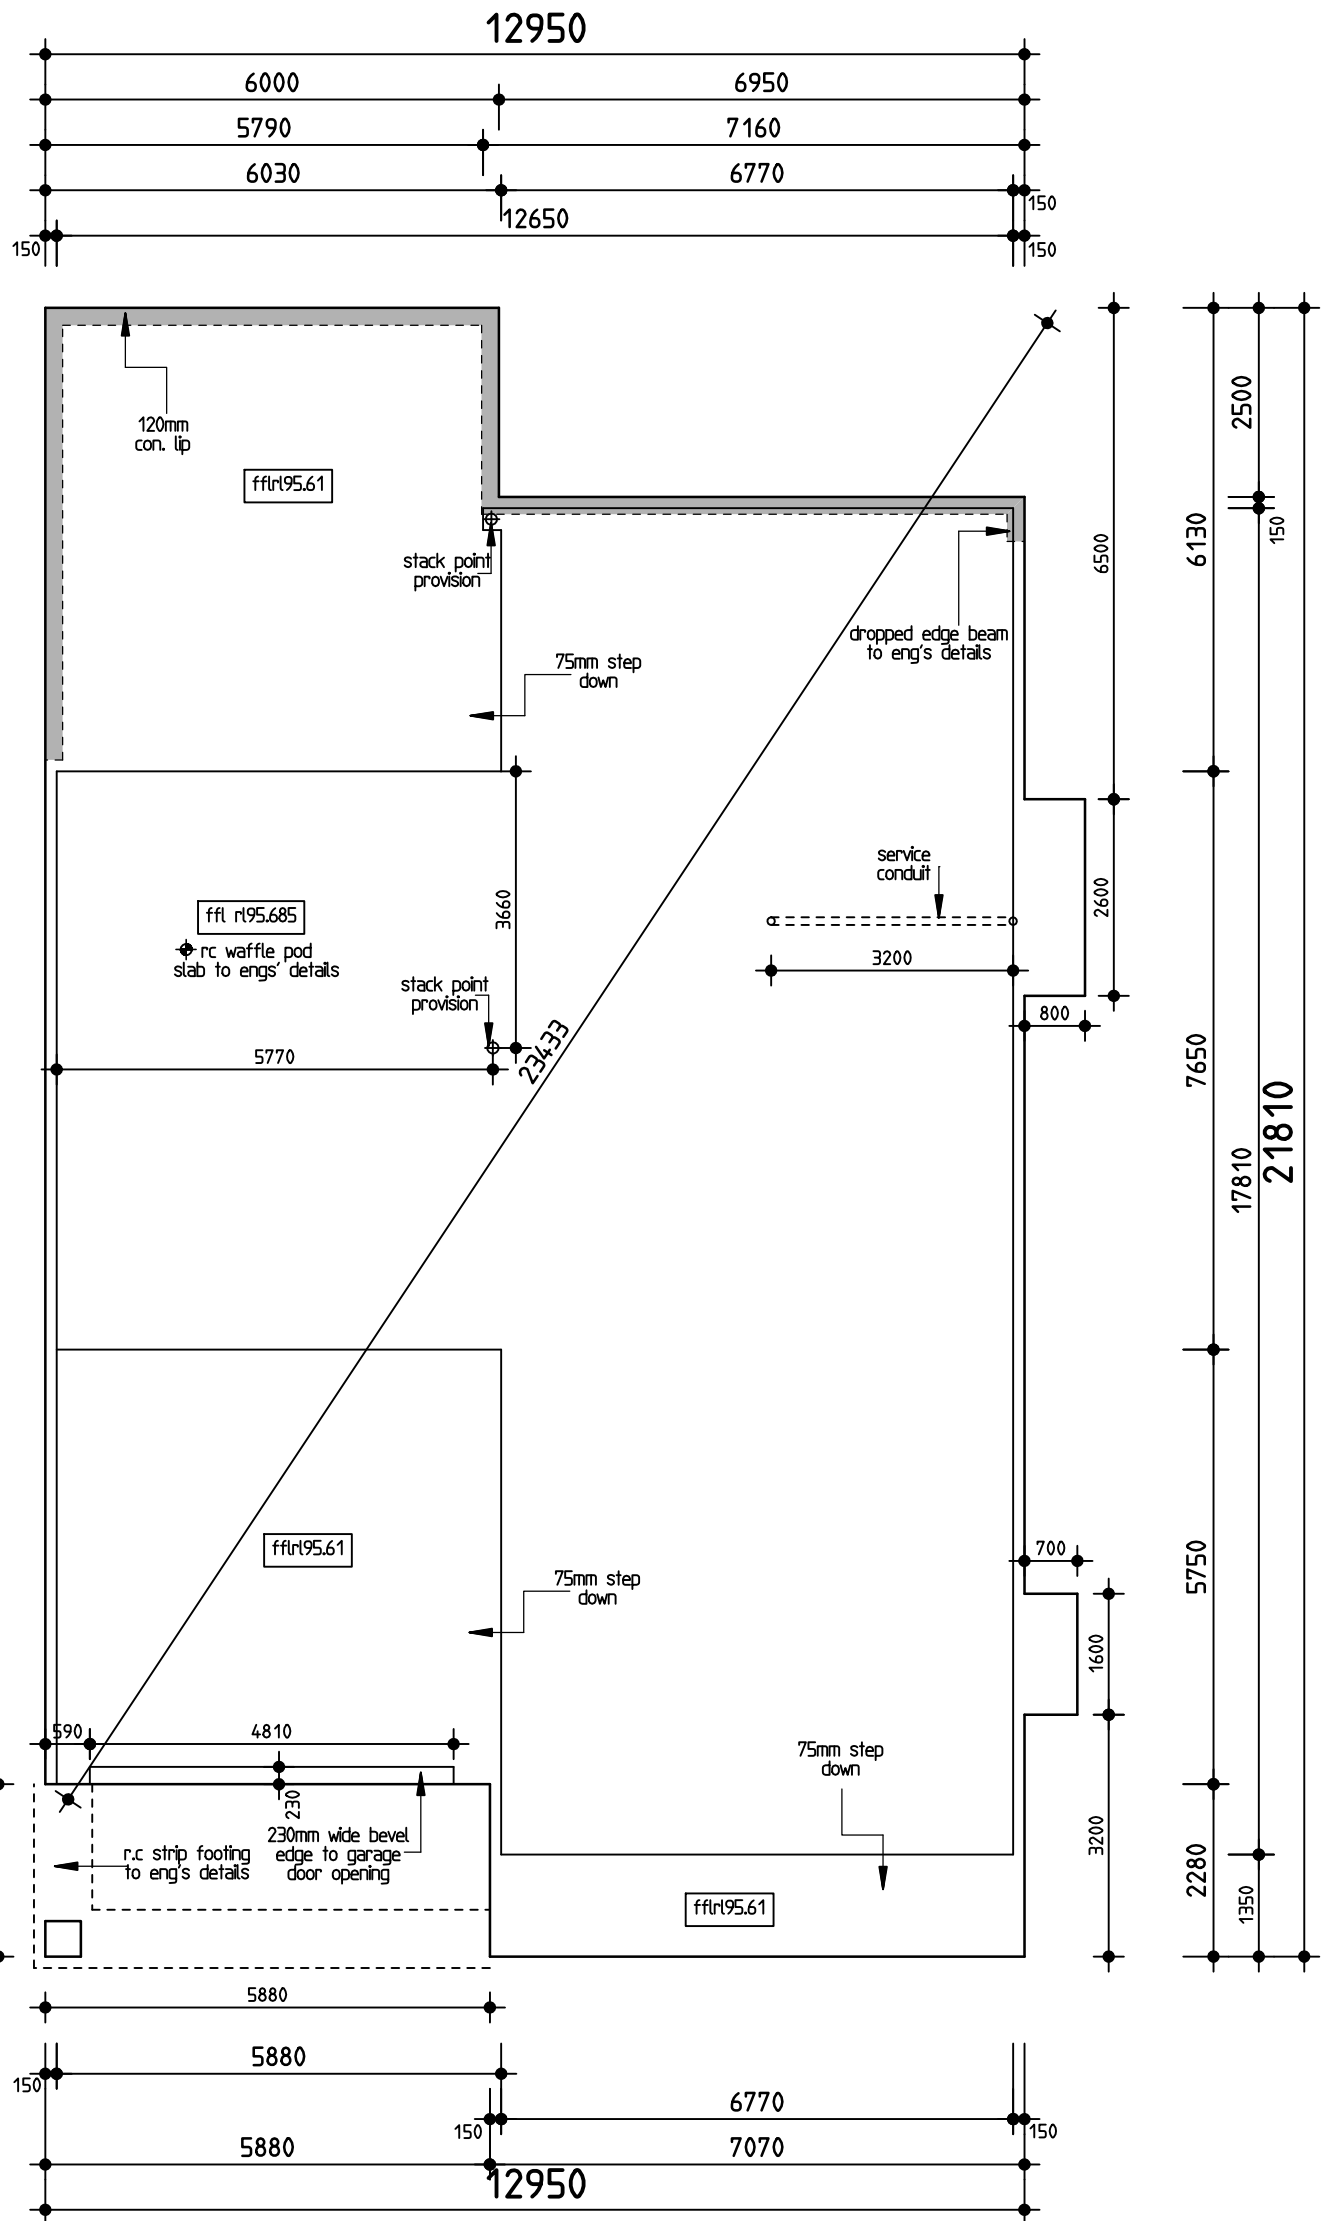 12950
6000
6950
5790
7160
6030
6770
150
12650
150
150
120mm
con. lip
fflrl95.61
stack point
provision
75mm step
down
dropped edge beam
to eng's details
2500
6130
6500
150
service
conduit
3660
2600
ffl rl95.685
rc waffle pod
slab to engs' details
3200
stack point
provision
800
5770
23433
7650
17810
21810
fflrl95.61
700
75mm step
down
5750
1600
590
4810
75mm step
down
230
230mm wide bevel
edge to garage
door opening
r.c strip footing
to eng's details
3200
2280
1350
fflrl95.61
5880
5880
150
6770
150
150
5880
7070
12950